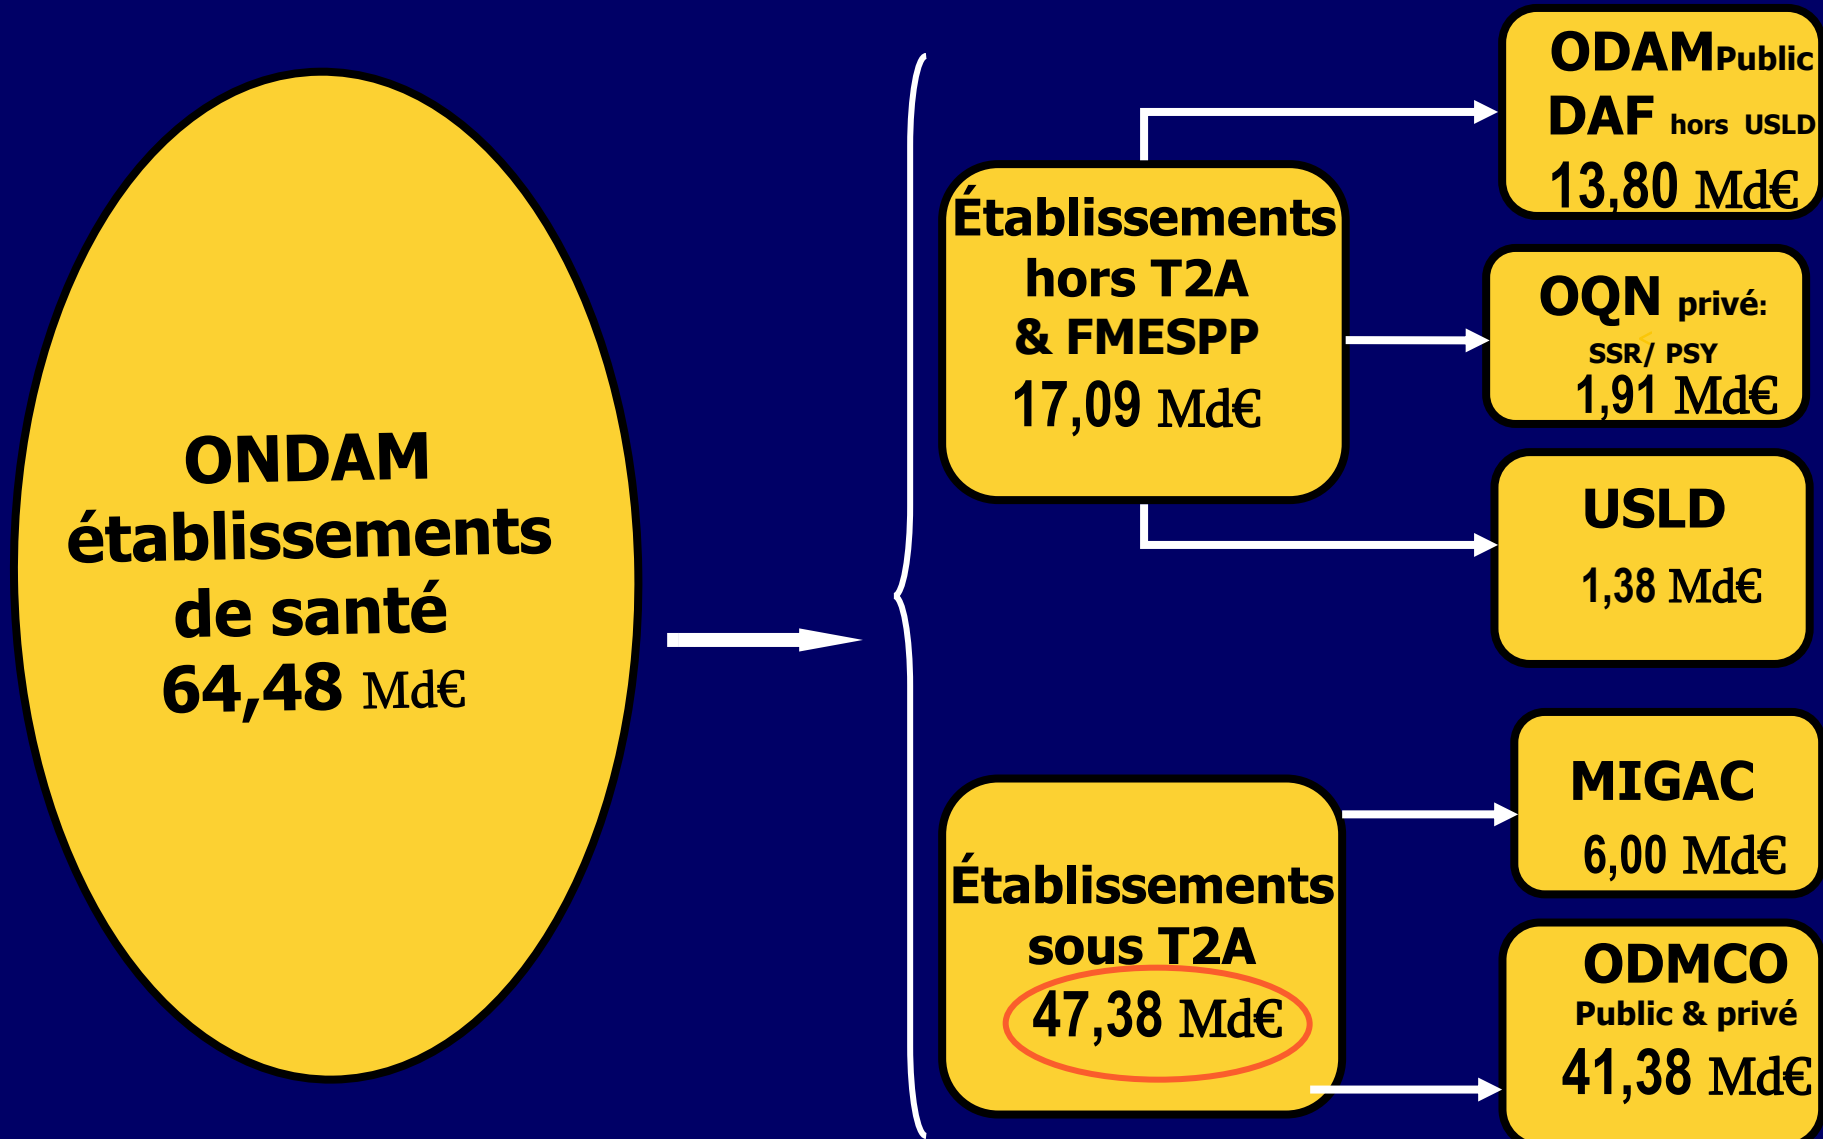 ONDAM
établissements
de santé
64,48 Md€
Établissements
hors T2A
& FMESPP
17,09 Md€
ODAM Public
DAF hors USLD
13,80 Md€
OQN privé:
SSR/ PSY
1,91 Md€
USLD
1,38 Md€
Établissements
sous T2A
47,38 Md€
MIGAC
6,00 Md€
ODMCO
Public & privé
41,38 Md€